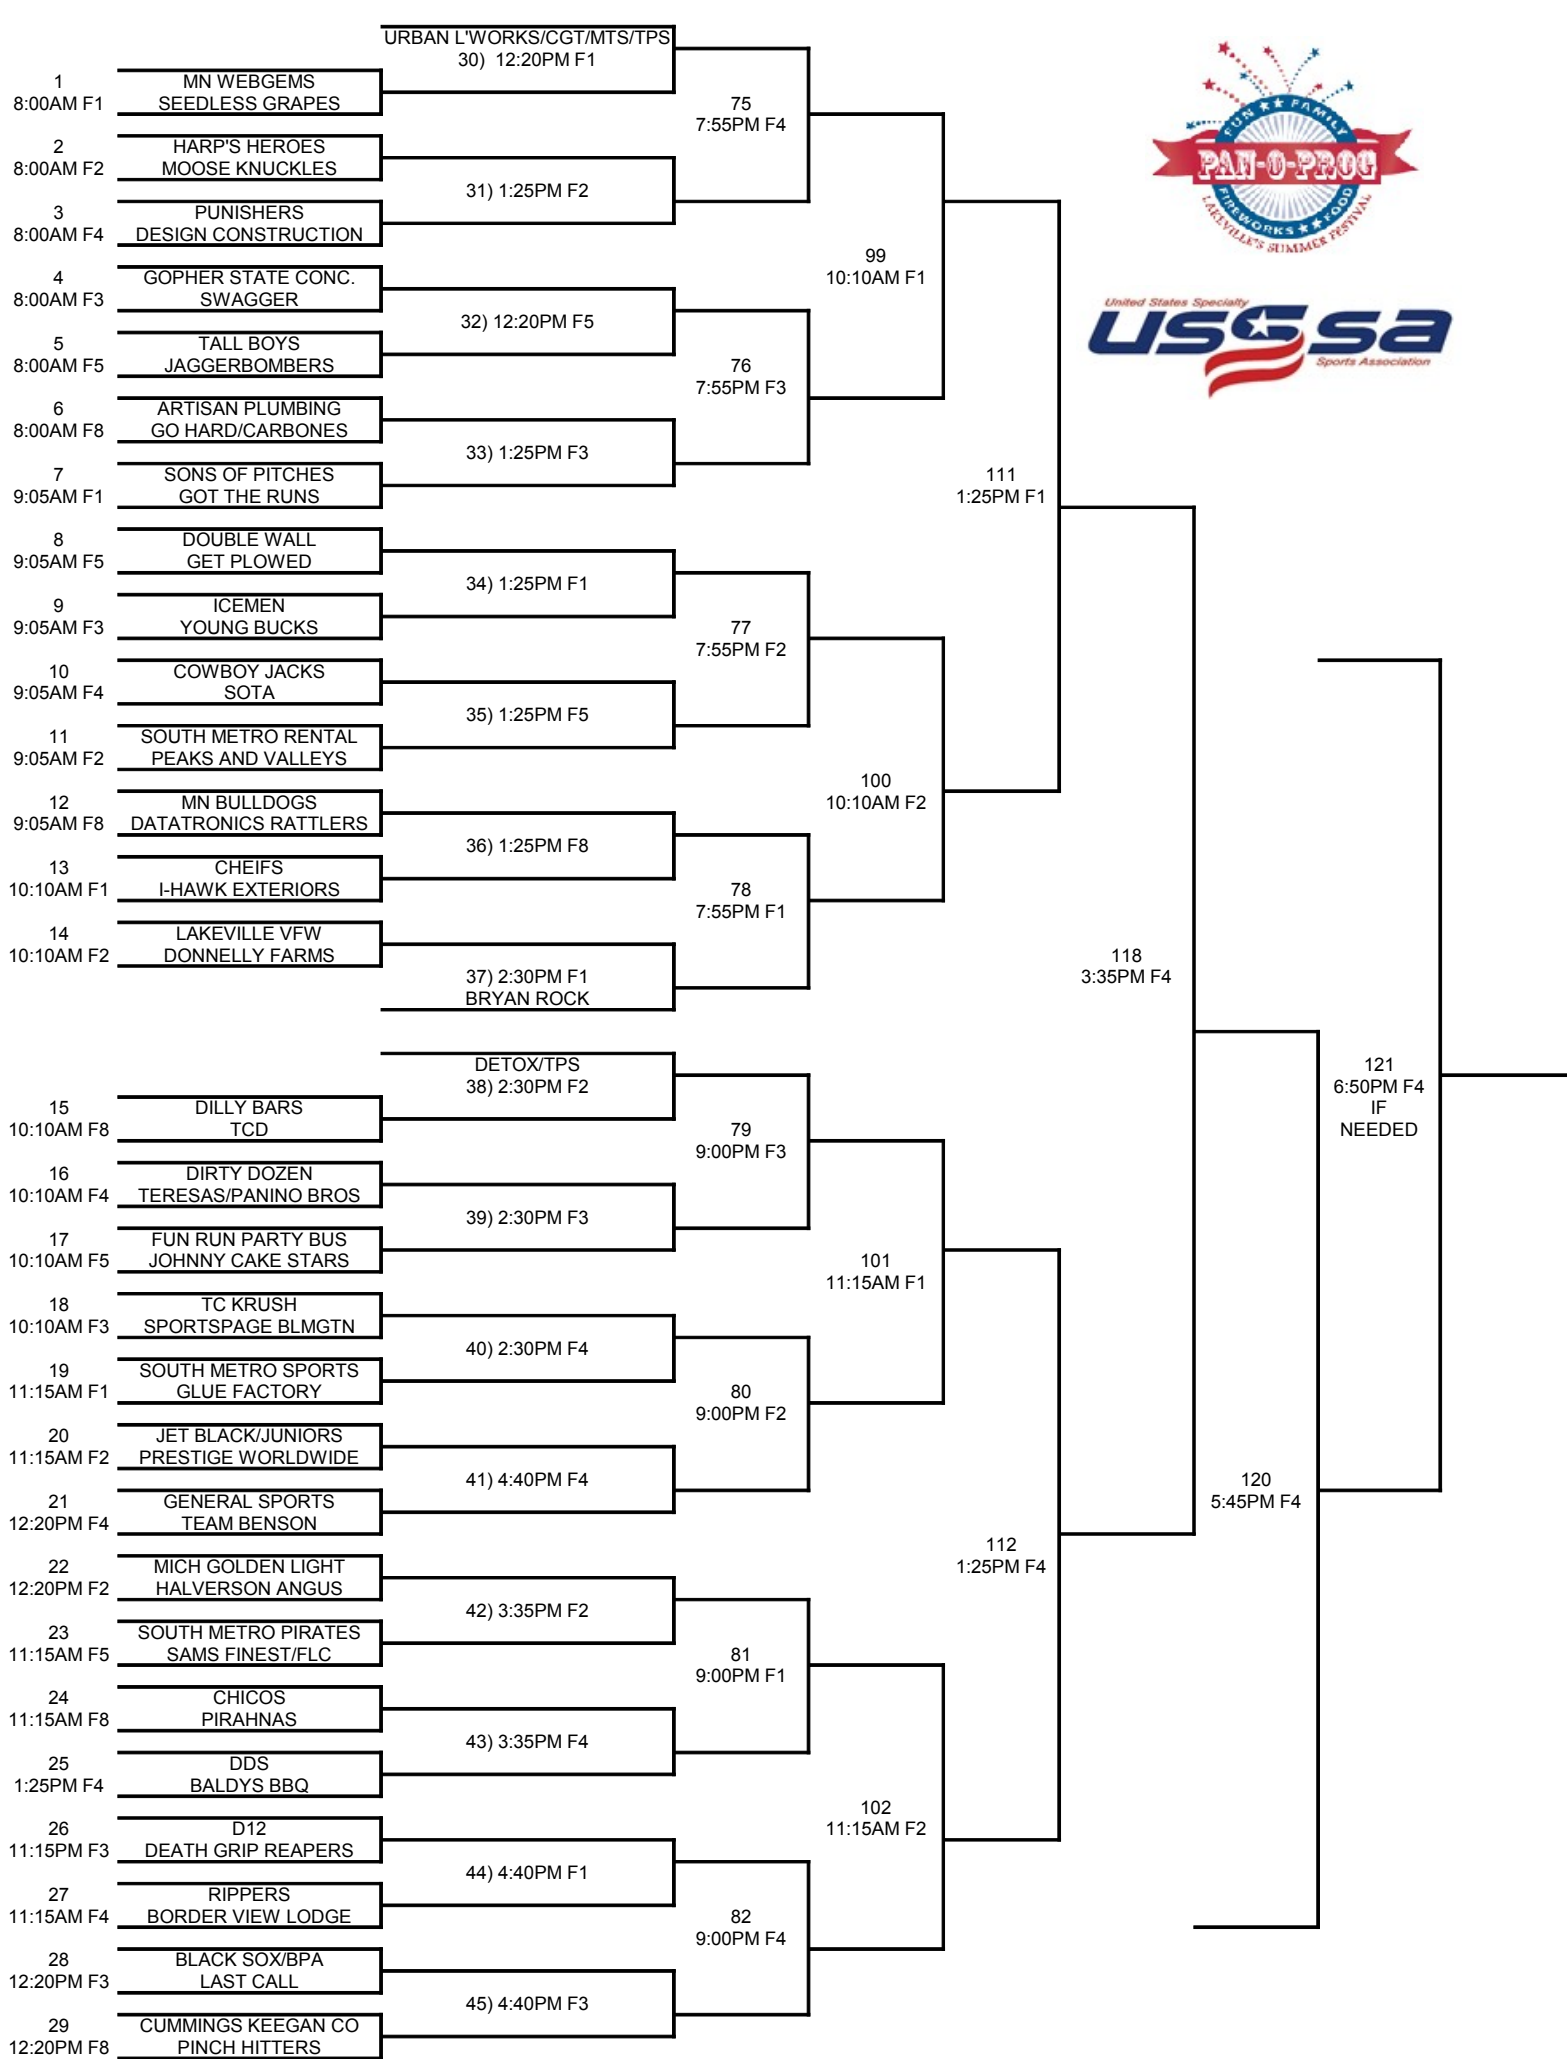 URBAN L'WORKS/CGT/MTS/TPS
30) 12:20PM F1
1
8:00AM F1
MN WEBGEMS
SEEDLESS GRAPES
75
7:55PM F4
2
8:00AM F2
HARP'S HEROES
MOOSE KNUCKLES
31) 1:25PM F2
3
8:00AM F4
PUNISHERS
DESIGN CONSTRUCTION
99
10:10AM F1
4
8:00AM F3
GOPHER STATE CONC.
SWAGGER
32) 12:20PM F5
5
8:00AM F5
TALL BOYS
JAGGERBOMBERS
76
7:55PM F3
6
8:00AM F8
ARTISAN PLUMBING
GO HARD/CARBONES
33) 1:25PM F3
7
9:05AM F1
SONS OF PITCHES
GOT THE RUNS
111
1:25PM F1
8
9:05AM F5
DOUBLE WALL
GET PLOWED
34) 1:25PM F1
9
9:05AM F3
ICEMEN
YOUNG BUCKS
77
7:55PM F2
10
9:05AM F4
COWBOY JACKS
SOTA
35) 1:25PM F5
11
9:05AM F2
SOUTH METRO RENTAL
PEAKS AND VALLEYS
100
10:10AM F2
12
9:05AM F8
MN BULLDOGS
DATATRONICS RATTLERS
36) 1:25PM F8
13
10:10AM F1
CHEIFS
I-HAWK EXTERIORS
78
7:55PM F1
14
10:10AM F2
LAKEVILLE VFW
DONNELLY FARMS
37) 2:30PM F1
BRYAN ROCK
118
3:35PM F4
DETOX/TPS
38) 2:30PM F2
121
6:50PM F4
IF
NEEDED
15
10:10AM F8
DILLY BARS
TCD
79
9:00PM F3
16
10:10AM F4
DIRTY DOZEN
TERESAS/PANINO BROS
39) 2:30PM F3
17
10:10AM F5
FUN RUN PARTY BUS
JOHNNY CAKE STARS
101
11:15AM F1
18
10:10AM F3
TC KRUSH
SPORTSPAGE BLMGTN
40) 2:30PM F4
19
11:15AM F1
SOUTH METRO SPORTS
GLUE FACTORY
80
9:00PM F2
20
11:15AM F2
JET BLACK/JUNIORS
PRESTIGE WORLDWIDE
41) 4:40PM F4
120
5:45PM F4
21
12:20PM F4
GENERAL SPORTS
TEAM BENSON
112
1:25PM F4
22
12:20PM F2
MICH GOLDEN LIGHT
HALVERSON ANGUS
42) 3:35PM F2
23
11:15AM F5
SOUTH METRO PIRATES
SAMS FINEST/FLC
81
9:00PM F1
24
11:15AM F8
CHICOS
PIRAHNAS
43) 3:35PM F4
25
1:25PM F4
DDS
BALDYS BBQ
102
11:15AM F2
26
11:15PM F3
D12
DEATH GRIP REAPERS
44) 4:40PM F1
27
11:15AM F4
RIPPERS
BORDER VIEW LODGE
82
9:00PM F4
28
12:20PM F3
BLACK SOX/BPA
LAST CALL
45) 4:40PM F3
29
12:20PM F8
CUMMINGS KEEGAN CO
PINCH HITTERS
FUN ★★ FAMILY
PAN-O-PROG
FIREWORKS ★★ FOOD
LAKEVILLE'S SUMMER FESTIVAL
United States Specialty
USSSA
Sports Association